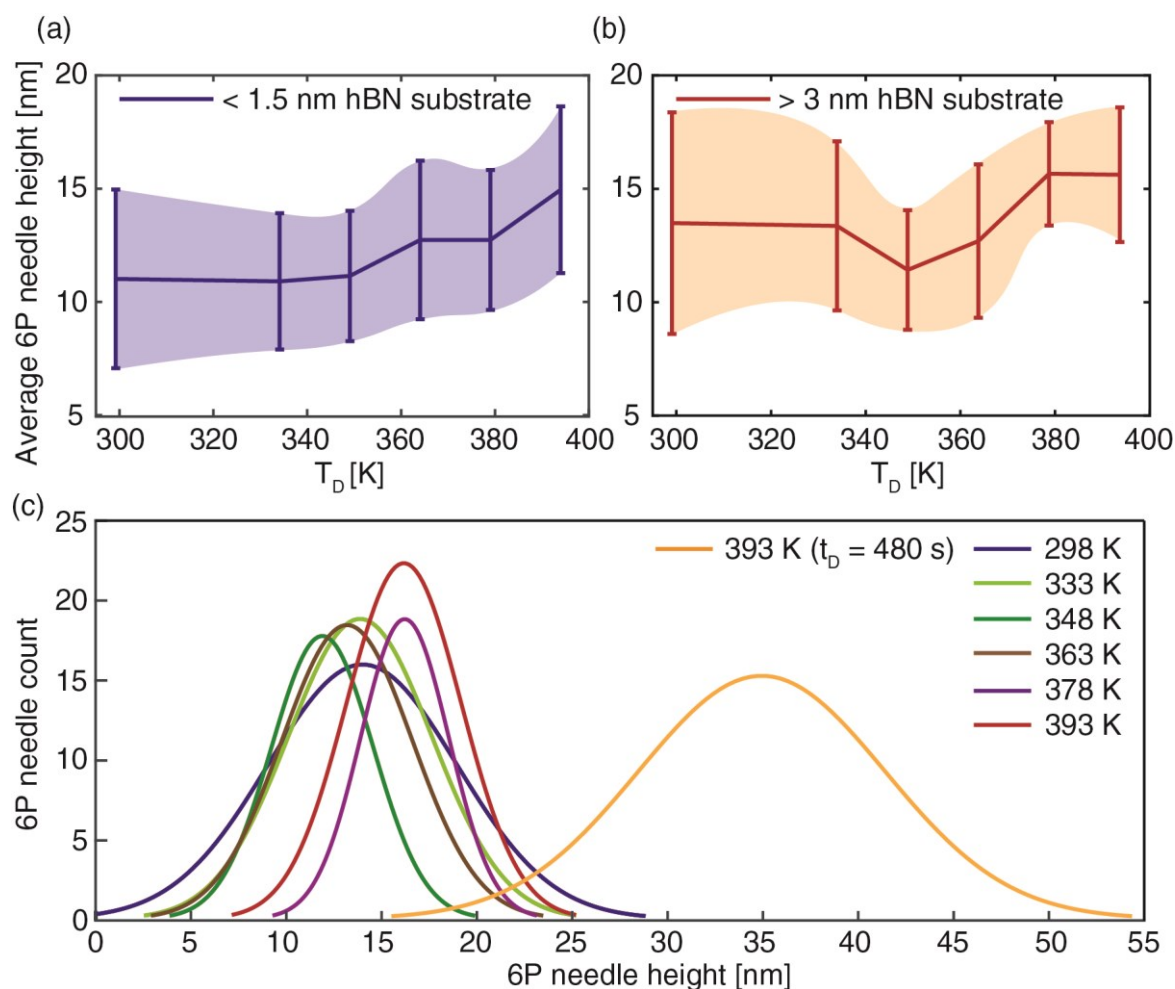 (a)
(b)
Average 6P needle height [nm]
20
15
10
5
< 1.5 nm hBN substrate
300 320 340 360 380 400
T_D [K]
20
15
10
5
> 3 nm hBN substrate
300 320 340 360 380 400
T_D [K]
(c)
6P needle count
25
20
15
10
5
0
393 K (t_D = 480 s)
298 K
333 K
348 K
363 K
378 K
393 K
0 5 10 15 20 25 30 35 40 45 50 55
6P needle height [nm]